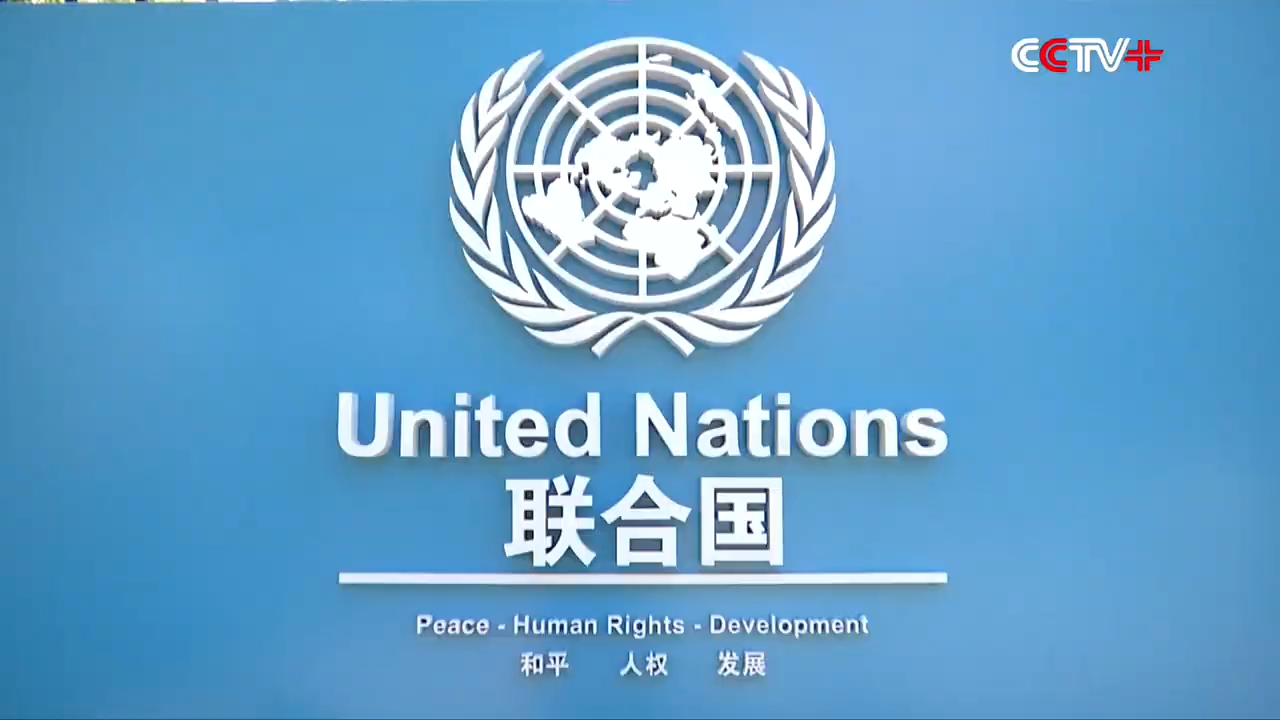 CCTV+
United Nations
联合国
Peace - Human Rights - Development
和平 人权 发展